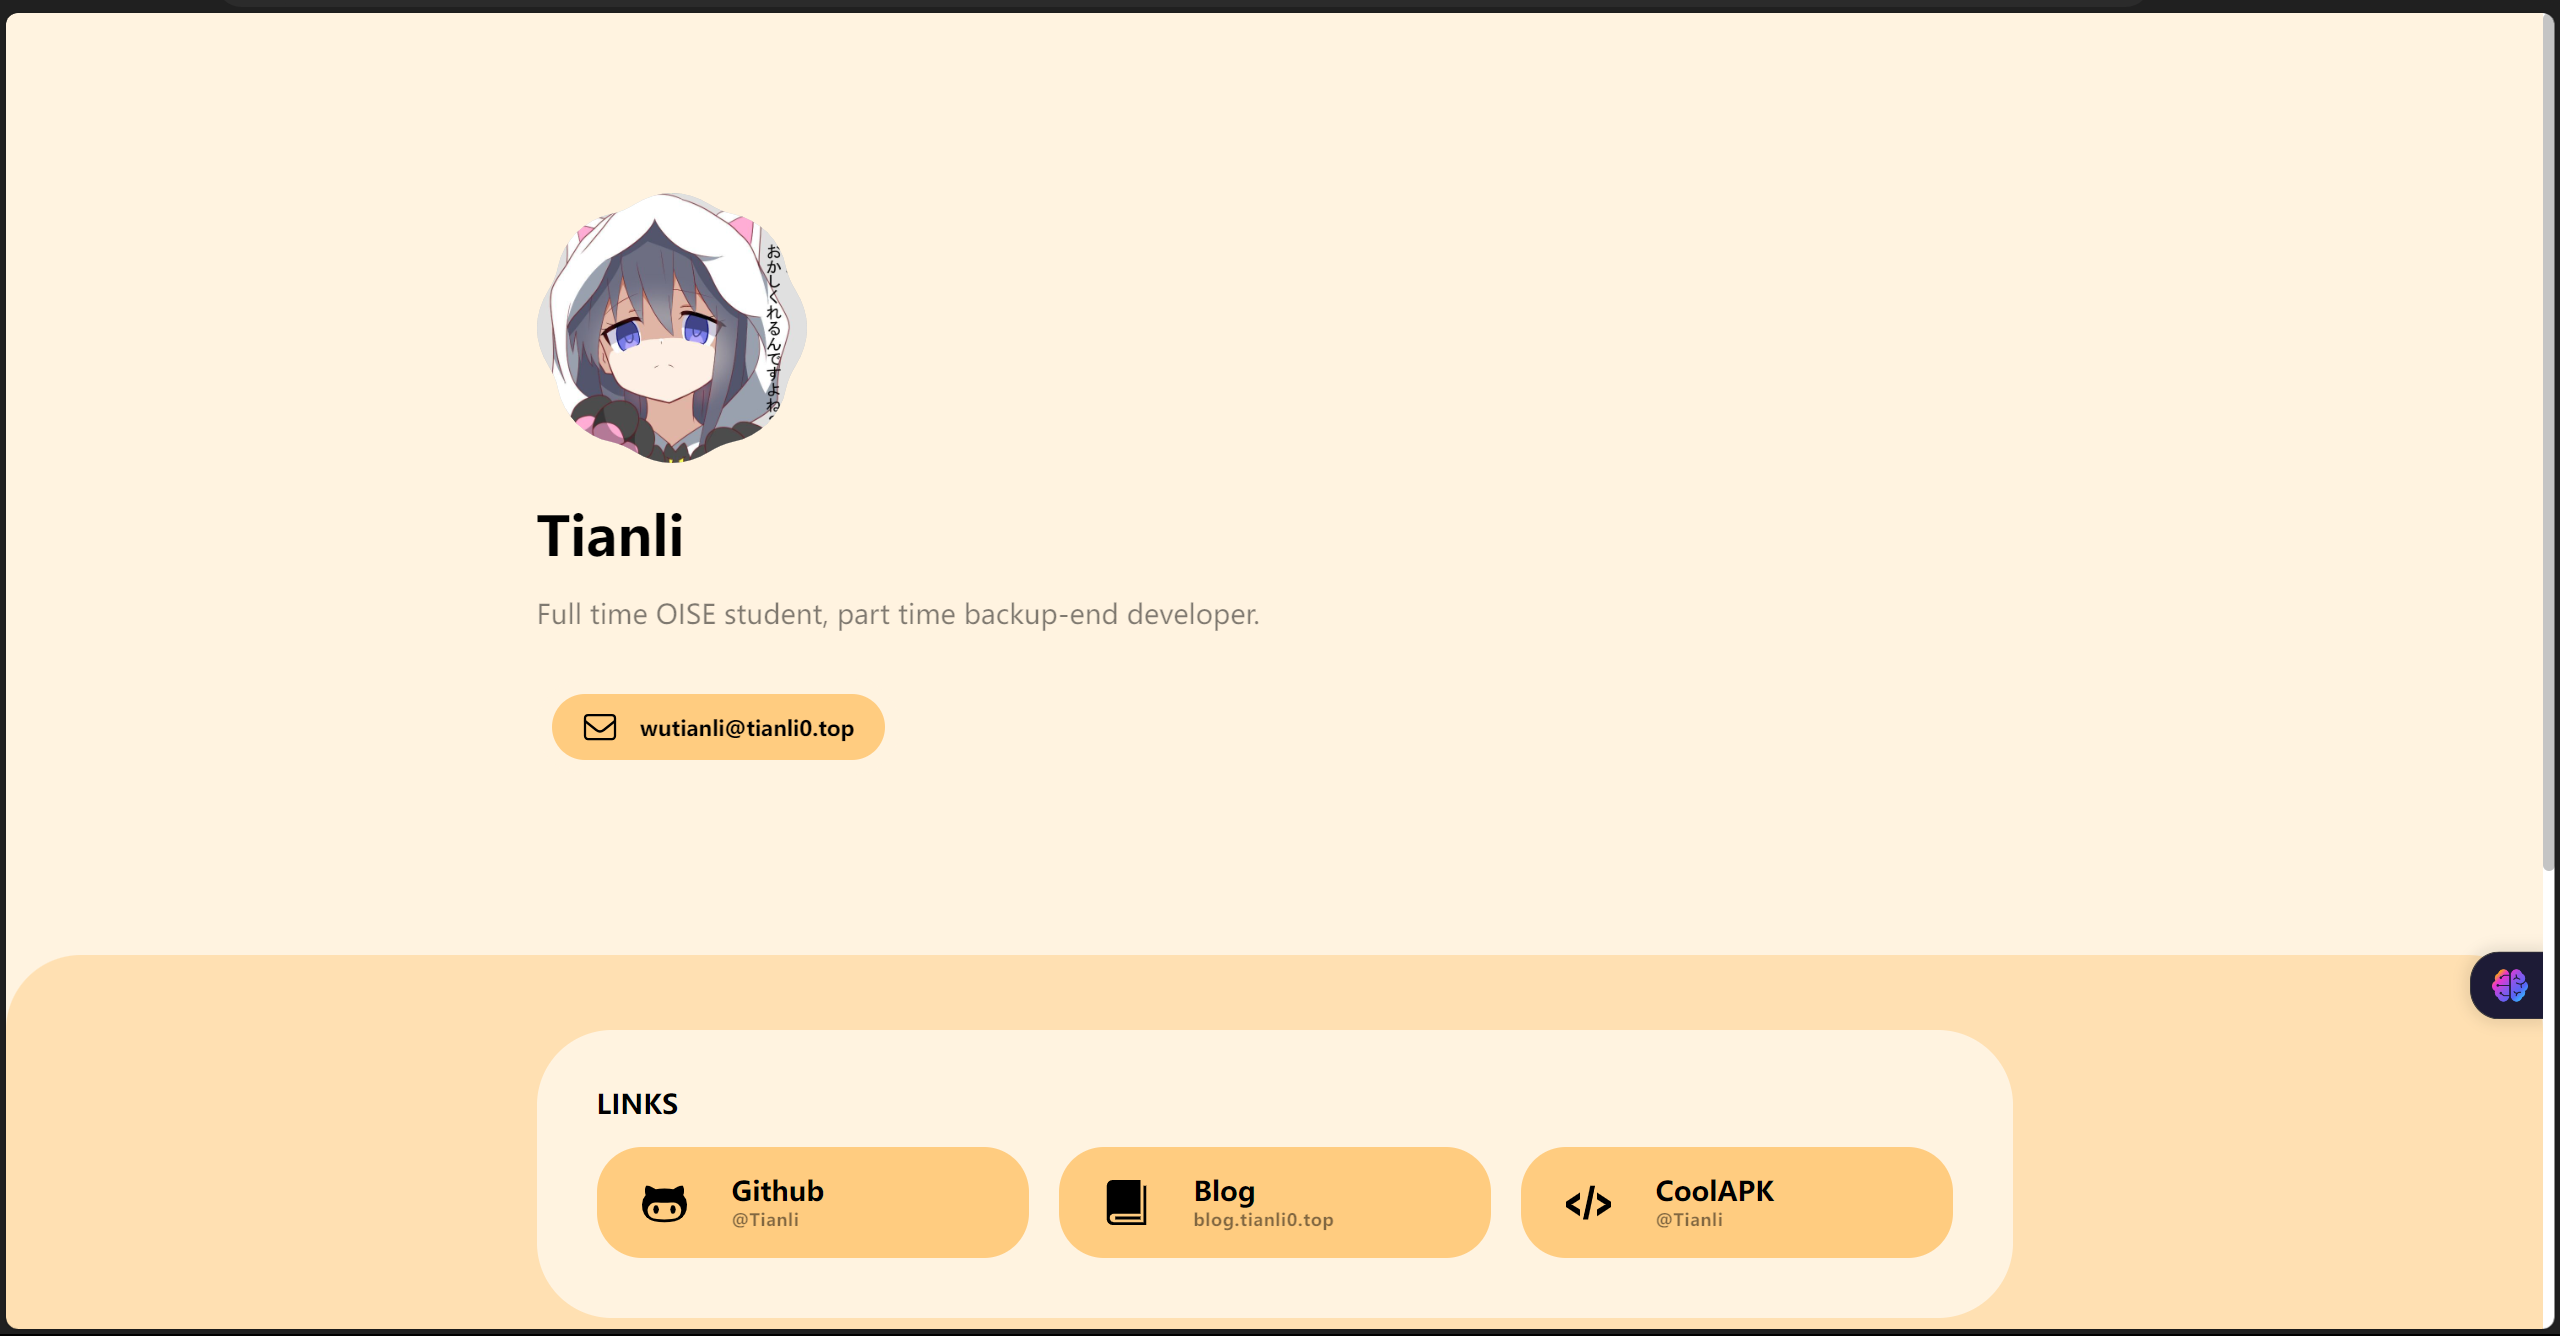 おかしくれるんですよね
Tianli
Full time OISE student, part time backup-end developer.
wutianli@tianli0.top
LINKS
Github
@Tianli
Blog
blog.tianli0.top
CoolAPK
@Tianli